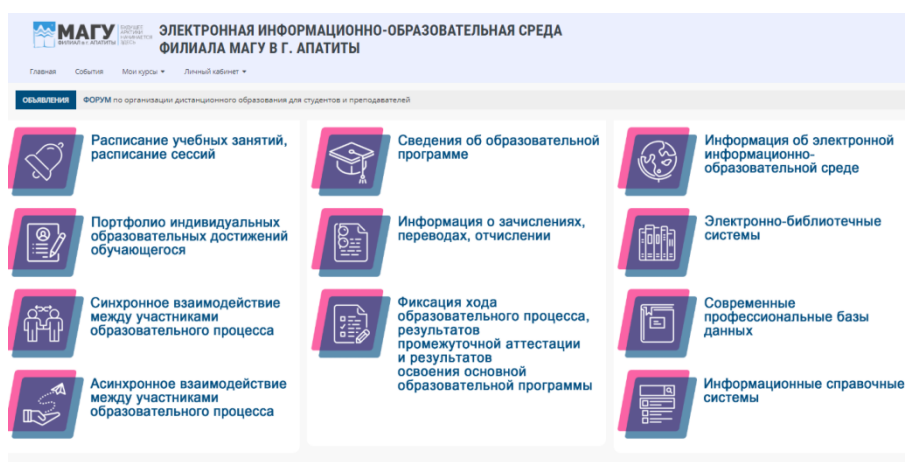 МАГУ
ФИЛИАЛ в г. АПАТИТЫ
ЭЛЕКТРОННАЯ ИНФОРМАЦИОННО-ОБРАЗОВАТЕЛЬНАЯ СРЕДА
ФИЛИАЛА МАГУ В Г. АПАТИТЫ
Главная События Мои курсы Личный кабинет
ОБЪЯВЛЕНИЯ ФОРУМ по организации дистанционного образования для студентов и преподавателей
Расписание учебных занятий,
расписание сессий
Портфолио индивидуальных
образовательных достижений
обучающегося
Синхронное взаимодействие
между участниками
образовательного процесса
Асинхронное взаимодействие
между участниками
образовательного процесса
Сведения об образовательной
программе
Информация о зачислениях,
переводах, отчислении
Фиксация хода
образовательного процесса,
результатов
промежуточной аттестации
и результатов
освоения основной
образовательной программы
Информация об электронной
информационно-
образовательной среде
Электронно-библиотечные
системы
Современные
профессиональные базы
данных
Информационные справочные
системы